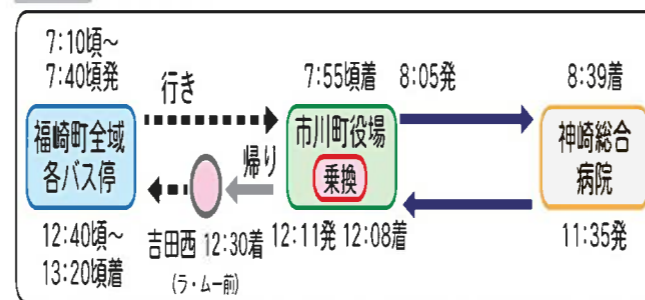 7:10頃～
7:40頃発
行き
7:55頃着
8:05発
8:39着
福崎町全域
各バス停
市川町役場
乗換
神崎総合
病院
帰り
12:40頃～
13:20頃着
吉田西 12:30着
(ラ・ムー前)
12:11発 12:08着
11:35発